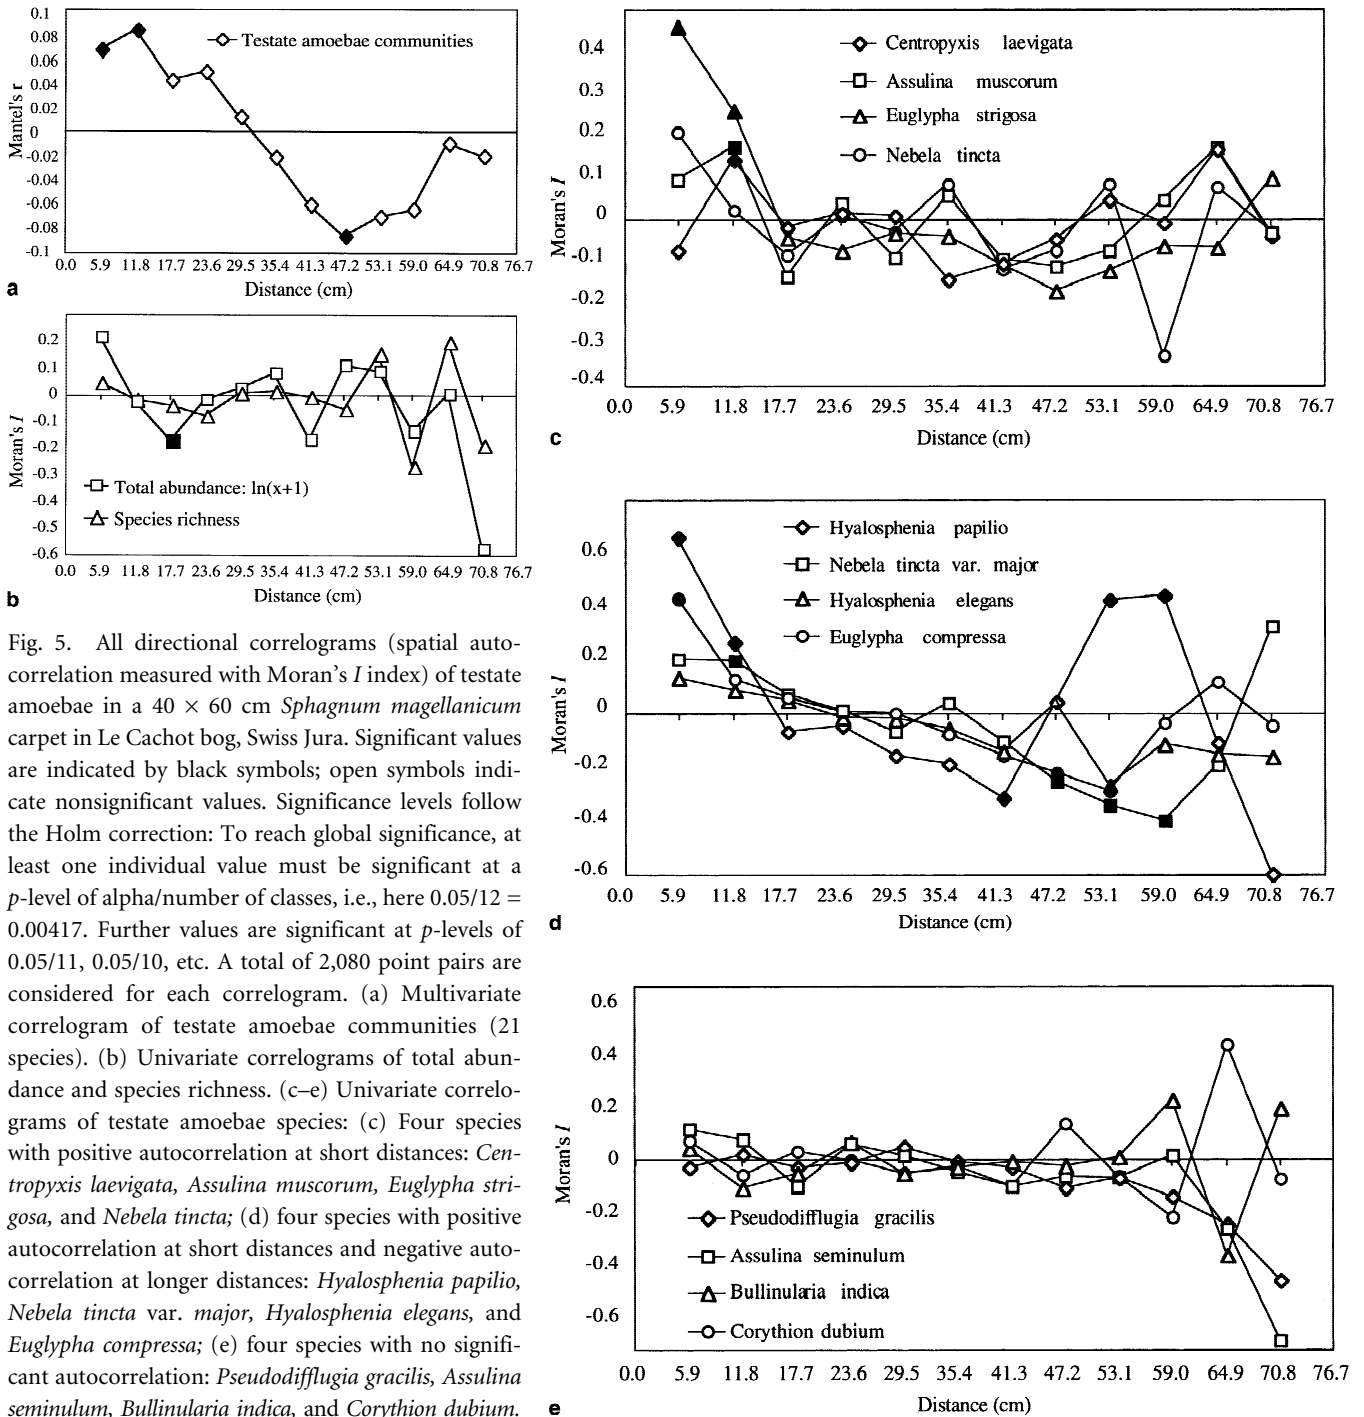 0.1
0.08
0.06
0.04
0.02
0
-0.02
-0.04
-0.06
-0.08
-0.1
Mantel's r
Testate amoebae communities
0.0 5.9 11.8 17.7 23.6 29.5 35.4 41.3 47.2 53.1 59.0 64.9 70.8 76.7
Distance (cm)
a
0.2
0.1
0
-0.1
-0.2
-0.3
-0.4
-0.5
-0.6
Moran's I
Total abundance: ln(x+1)
Species richness
0.0 5.9 11.8 17.7 23.6 29.5 35.4 41.3 47.2 53.1 59.0 64.9 70.8 76.7
Distance (cm)
b
Fig. 5. All directional correlograms (spatial auto-
correlation measured with Moran's I index) of testate
amoebae in a 40 × 60 cm Sphagnum magellanicum
carpet in Le Cachot bog, Swiss Jura. Significant values
are indicated by black symbols; open symbols indi-
cate nonsignificant values. Significance levels follow
the Holm correction: To reach global significance, at
least one individual value must be significant at a
p-level of alpha/number of classes, i.e., here 0.05/12 =
0.00417. Further values are significant at p-levels of
0.05/11, 0.05/10, etc. A total of 2,080 point pairs are
considered for each correlogram. (a) Multivariate
correlogram of testate amoebae communities (21
species). (b) Univariate correlograms of total abun-
dance and species richness. (c–e) Univariate correlo-
grams of testate amoebae species: (c) Four species
with positive autocorrelation at short distances: Cen-
tropyxis laevigata, Assulina muscorum, Euglypha stri-
gosa, and Nebela tincta; (d) four species with positive
autocorrelation at short distances and negative auto-
correlation at longer distances: Hyalosphenia papilio,
Nebela tincta var. major, Hyalosphenia elegans, and
Euglypha compressa; (e) four species with no signifi-
cant autocorrelation: Pseudodifflugia gracilis, Assulina
seminulum, Bullinularia indica, and Corythion dubium.
0.4
0.3
0.2
0.1
0
-0.1
-0.2
-0.3
-0.4
Moran's I
Centropyxis laevigata
Assulina muscorum
Euglypha strigosa
Nebela tincta
0.0 5.9 11.8 17.7 23.6 29.5 35.4 41.3 47.2 53.1 59.0 64.9 70.8 76.7
Distance (cm)
c
0.6
0.4
0.2
0
-0.2
-0.4
-0.6
Moran's I
Hyalosphenia papilio
Nebela tincta var. major
Hyalosphenia elegans
Euglypha compressa
0.0 5.9 11.8 17.7 23.6 29.5 35.4 41.3 47.2 53.1 59.0 64.9 70.8 76.7
Distance (cm)
d
0.6
0.4
0.2
0
-0.2
-0.4
-0.6
Moran's I
Pseudodifflugia gracilis
Assulina seminulum
Bullinularia indica
Corythion dubium
0.0 5.9 11.8 17.7 23.6 29.5 35.4 41.3 47.2 53.1 59.0 64.9 70.8 76.7
Distance (cm)
e